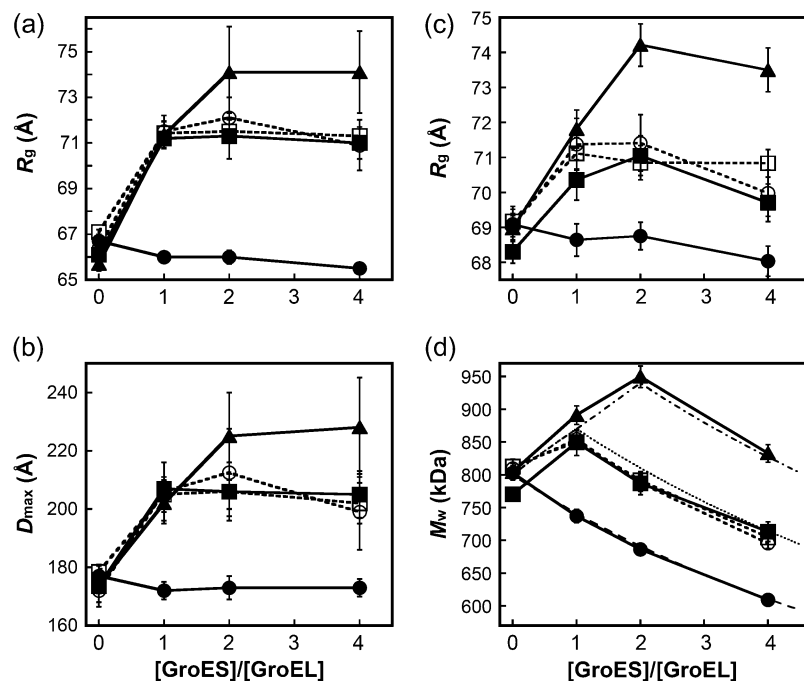 (a)
75
73
71
69
67
65
Rg (Å)
0 1 2 3 4
(c)
75
74
73
72
71
70
69
68
Rg (Å)
0 1 2 3 4
(b)
240
220
200
180
160
Dmax (Å)
0 1 2 3 4
[GroES]/[GroEL]
(d)
950
900
850
800
750
700
650
600
Mw (kDa)
0 1 2 3 4
[GroES]/[GroEL]